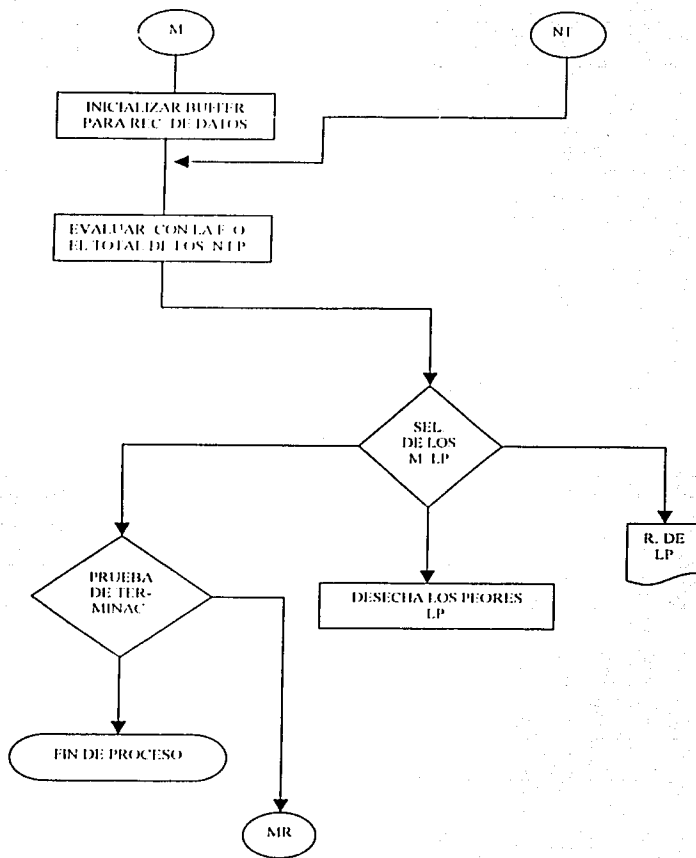 M
INICIALIZAR BUFFER
PARA REC. DE DATOS
EVALUAR CON LA F. O
EL TOTAL DE LOS
SEL.
DE LOS
M LP
R. DE
LP
PRUEBA
DE TER-
MINAC
DESECHA LOS PEORES
LP
FIN DE PROCESO
MR